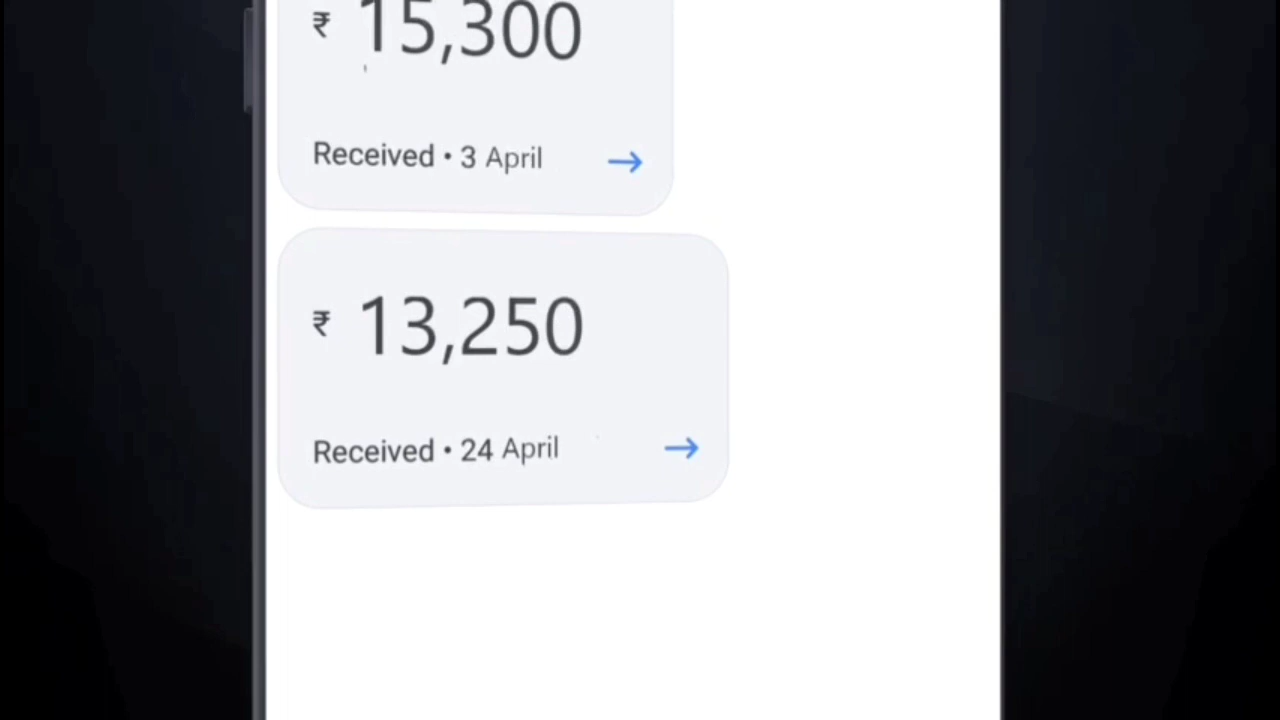 ₹ 15,300
Received • 3 April →
₹ 13,250
Received • 24 April →